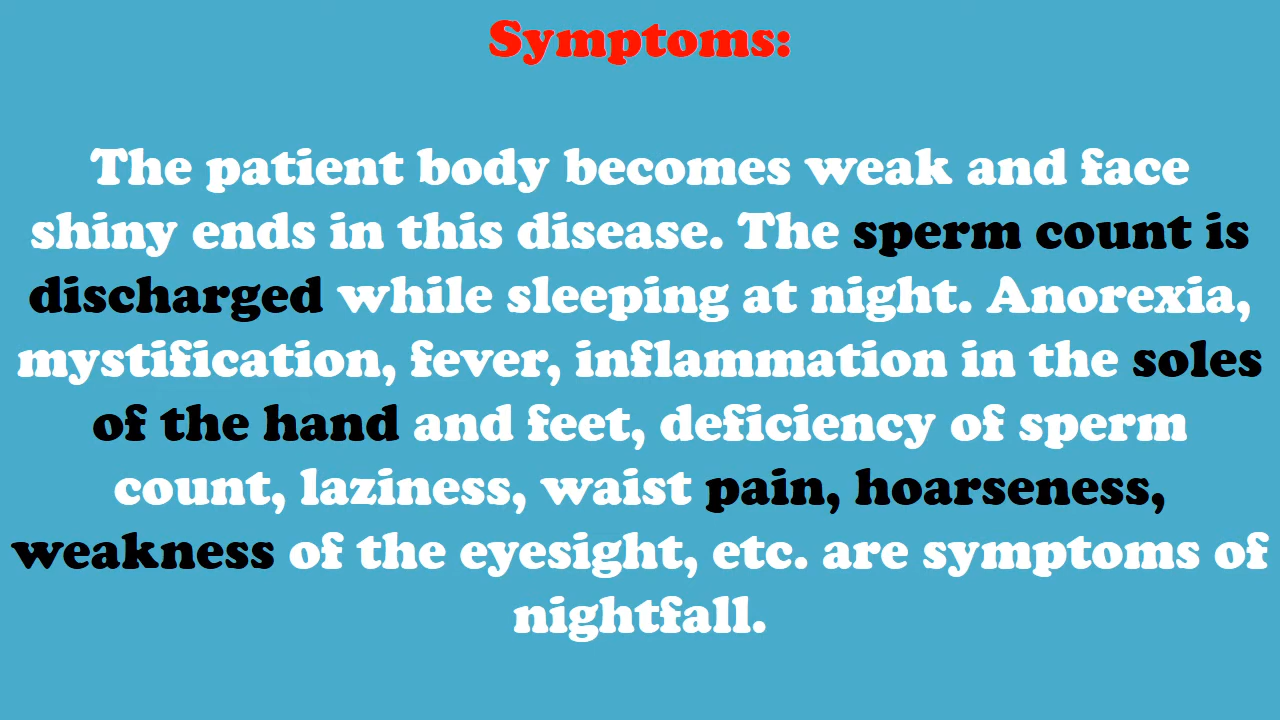 Symptoms:
The patient body becomes weak and face
shiny ends in this disease. The sperm count is
discharged while sleeping at night. Anorexia,
mystification, fever, inflammation in the soles
of the hand and feet, deficiency of sperm
count, laziness, waist pain, hoarseness,
weakness of the eyesight, etc. are symptoms of
nightfall.